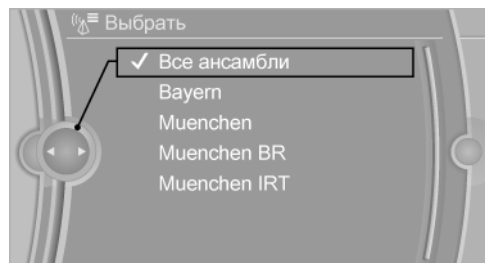 Выбрать
Все ансамбли
Bayern
Muenchen
Muenchen BR
Muenchen IRT